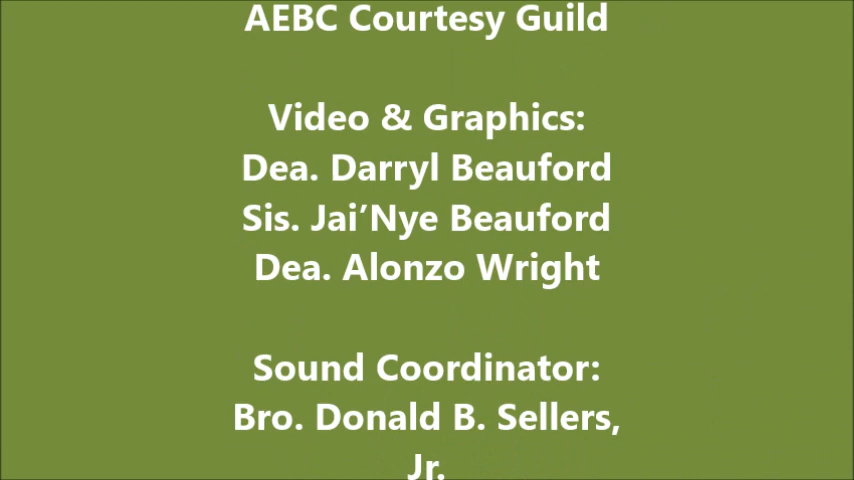 AEBC Courtesy Guild
Video & Graphics:
Dea. Darryl Beauford
Sis. Jai’Nye Beauford
Dea. Alonzo Wright
Sound Coordinator:
Bro. Donald B. Sellers,
Jr.